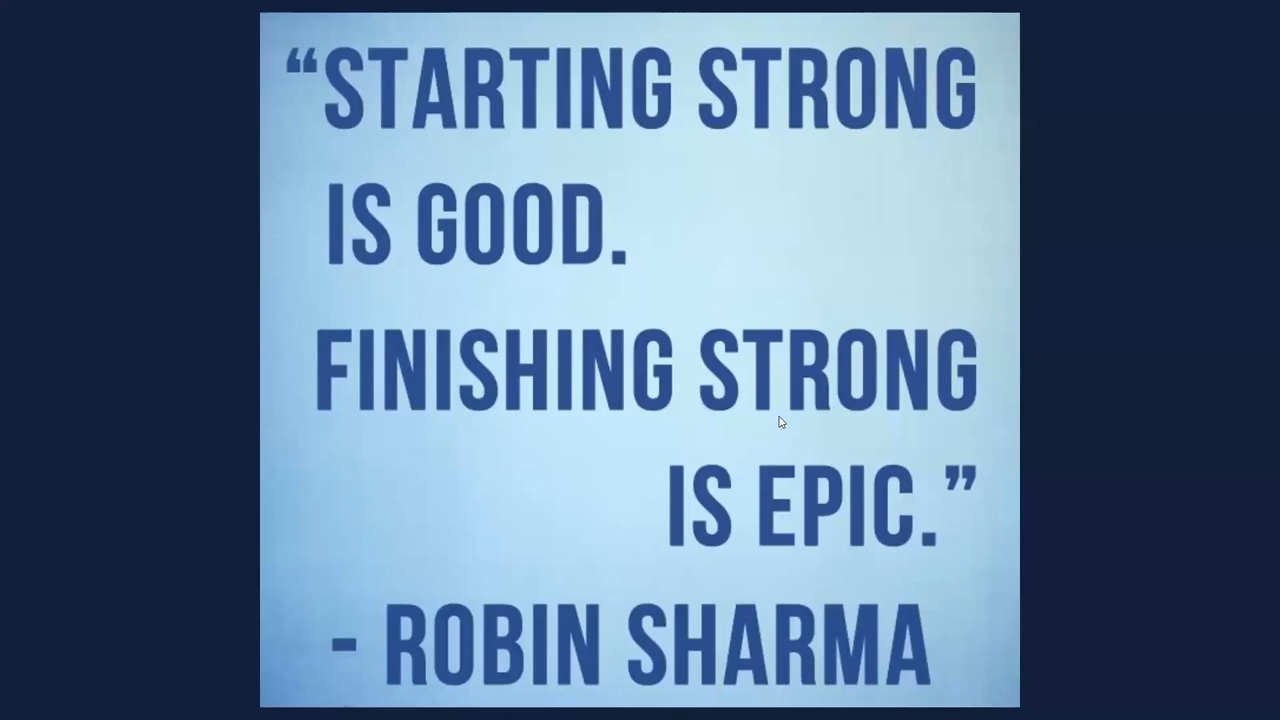 “STARTING STRONG
IS GOOD.
FINISHING STRONG
IS EPIC.”
- ROBIN SHARMA